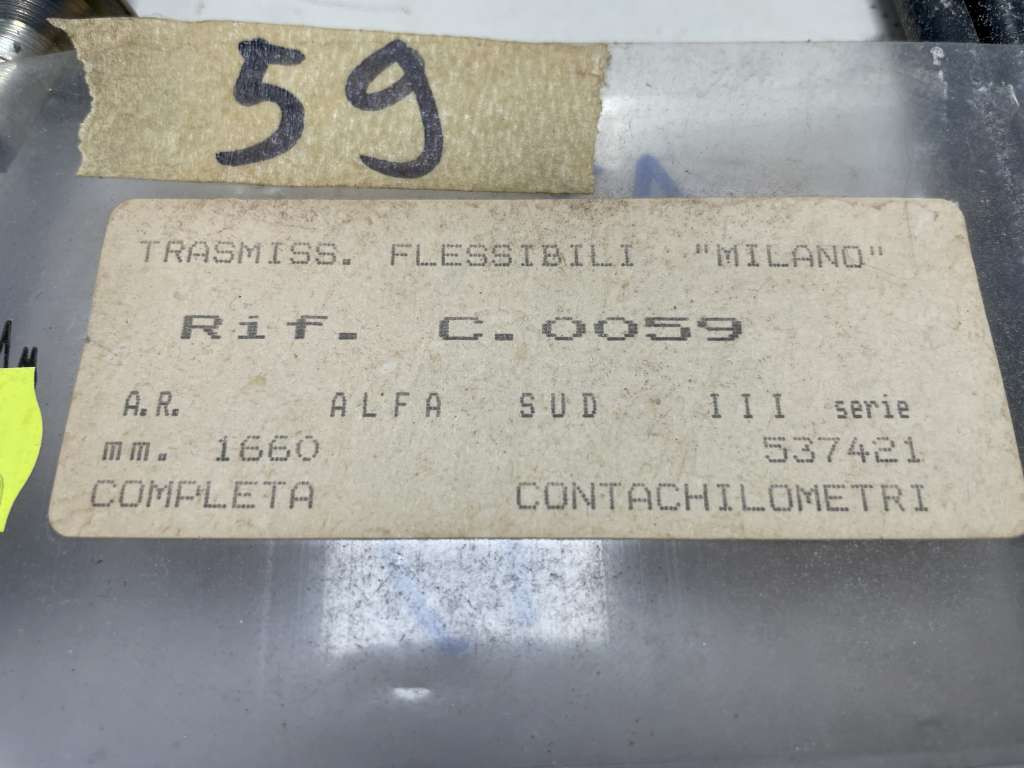 59
TRASMISS. FLESSIBILI "MILANO"
Rif. C.0059
A.R. ALFA SUD III serie
mm. 1660 537421
COMPLETA CONTACHILOMETRI